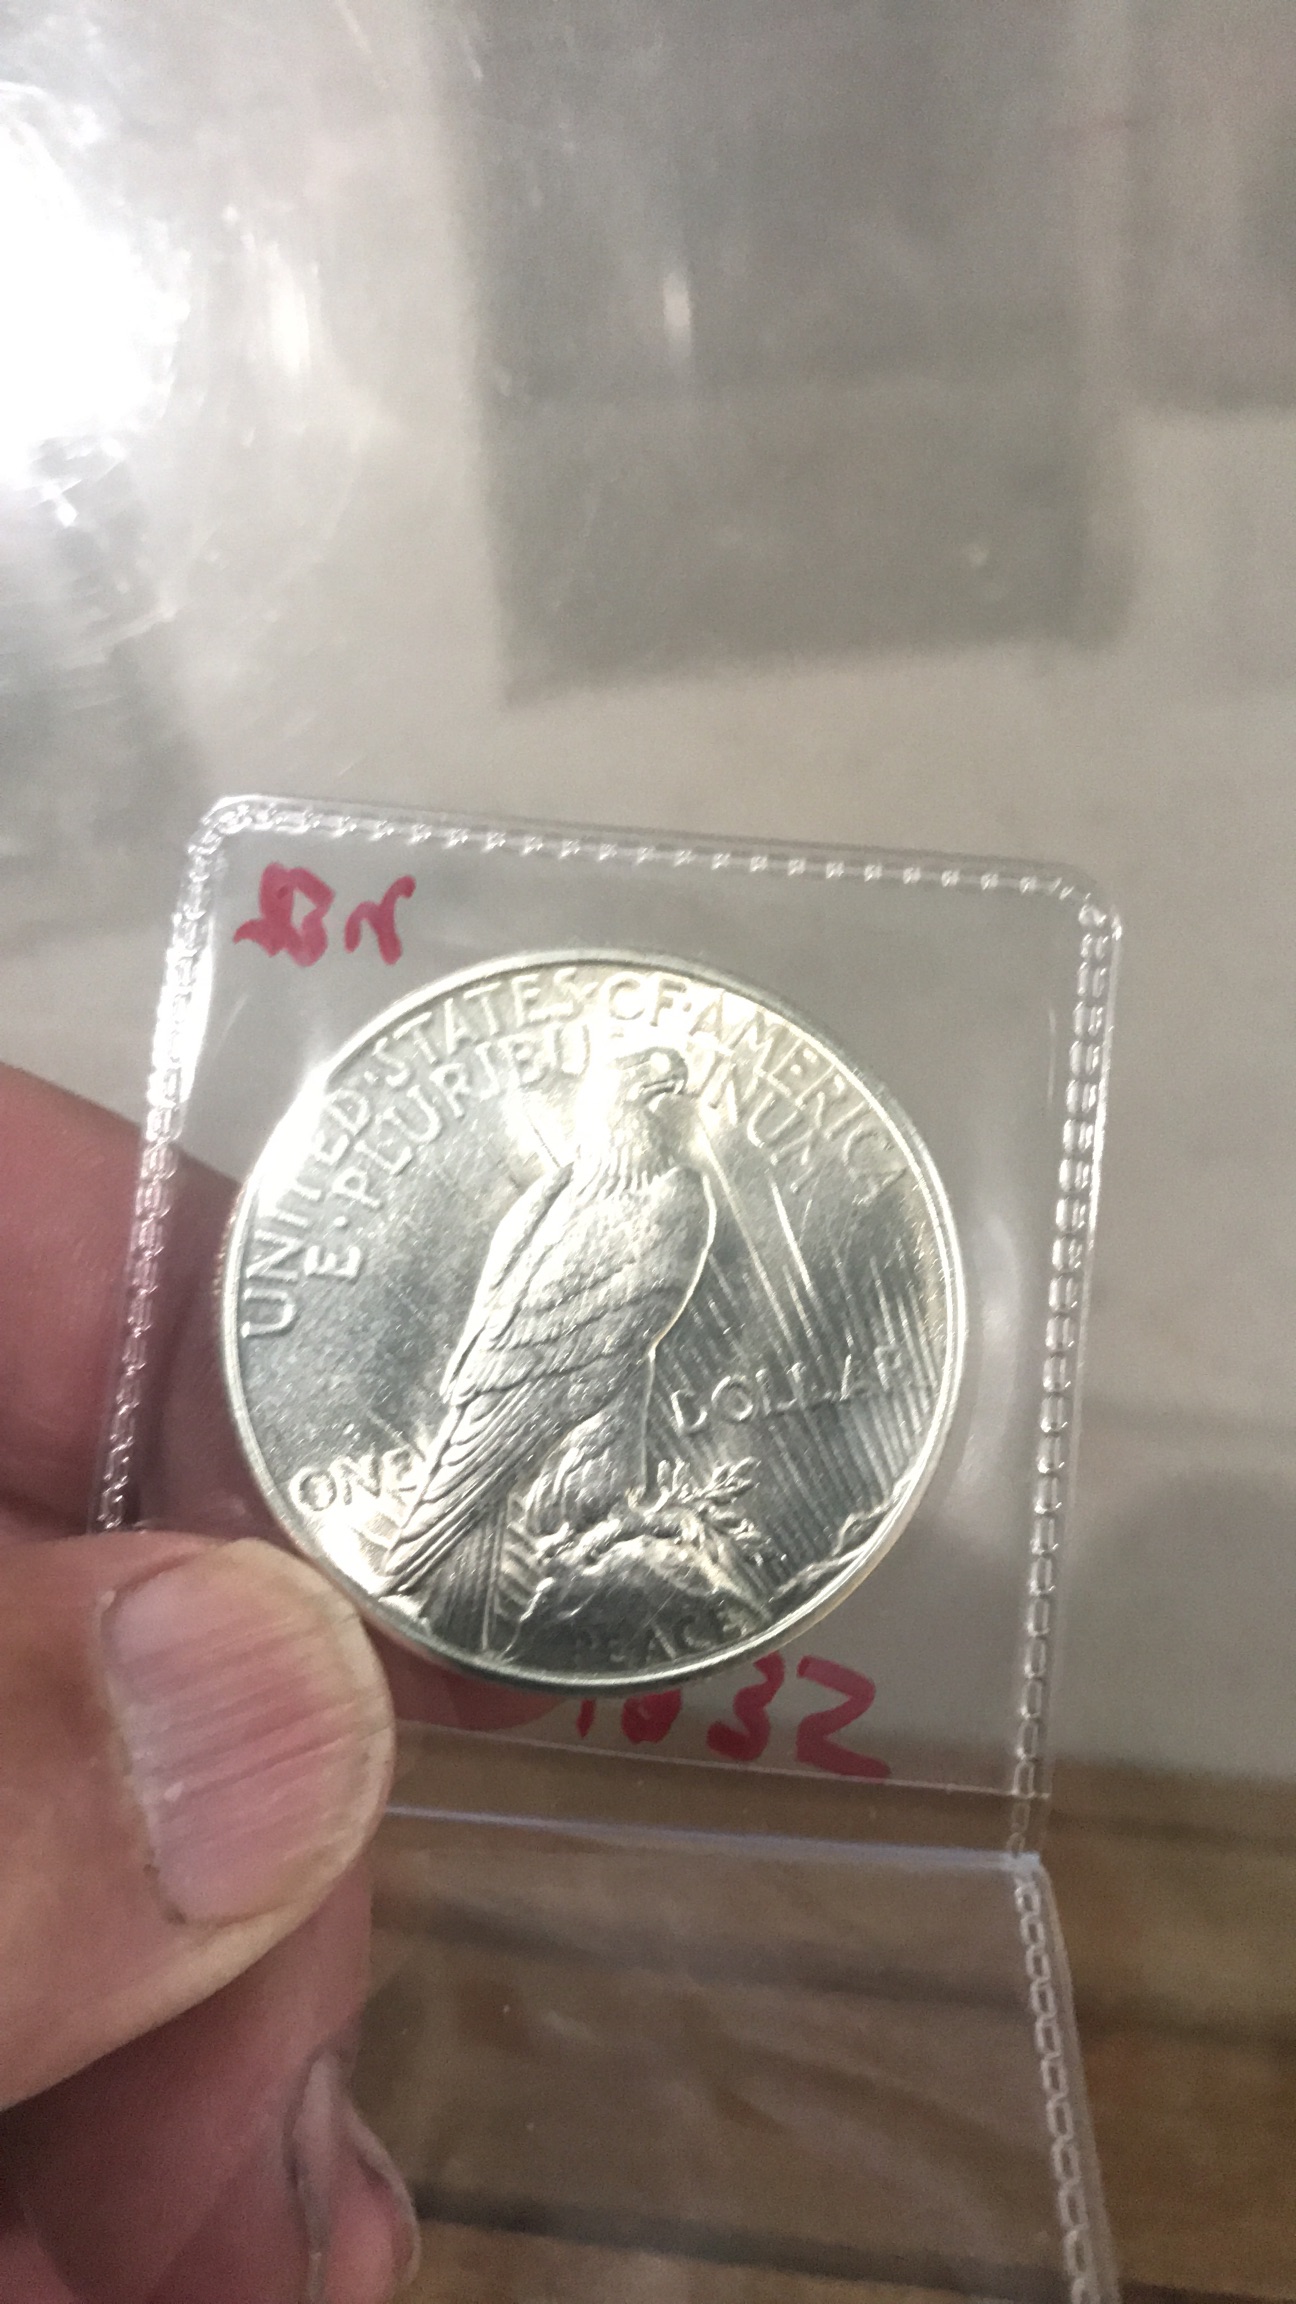 UNITED·STATES·OF·AMERICA
E·PLURIBUS UNUM
ONE DOLLAR
PEACE